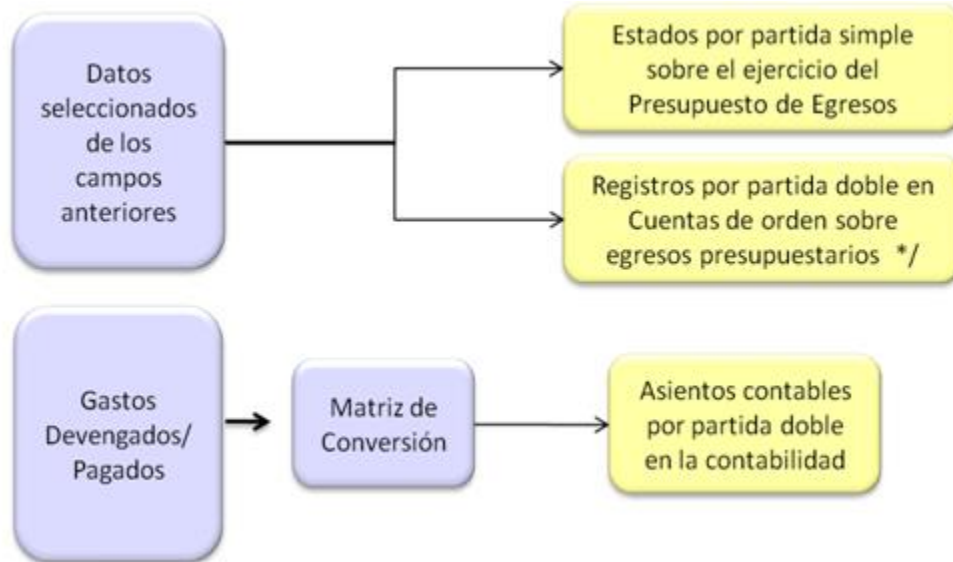 Datos
seleccionados
de los
campos
anteriores
Estados por partida simple
sobre el ejercicio del
Presupuesto de Egresos
Registros por partida doble en
Cuentas de orden sobre
egresos presupuestarios */
Gastos
Devengados/
Pagados
Matriz de
Conversión
Asientos contables
por partida doble
en la contabilidad